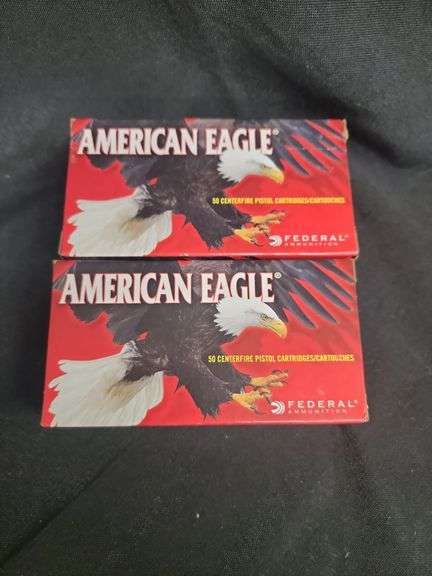 AMERICAN EAGLE®
50 CENTERFIRE PISTOL CARTRIDGES/CARTOUCHES
FEDERAL®
AMMUNITION
AMERICAN EAGLE®
50 CENTERFIRE PISTOL CARTRIDGES/CARTOUCHES
FEDERAL®
AMMUNITION